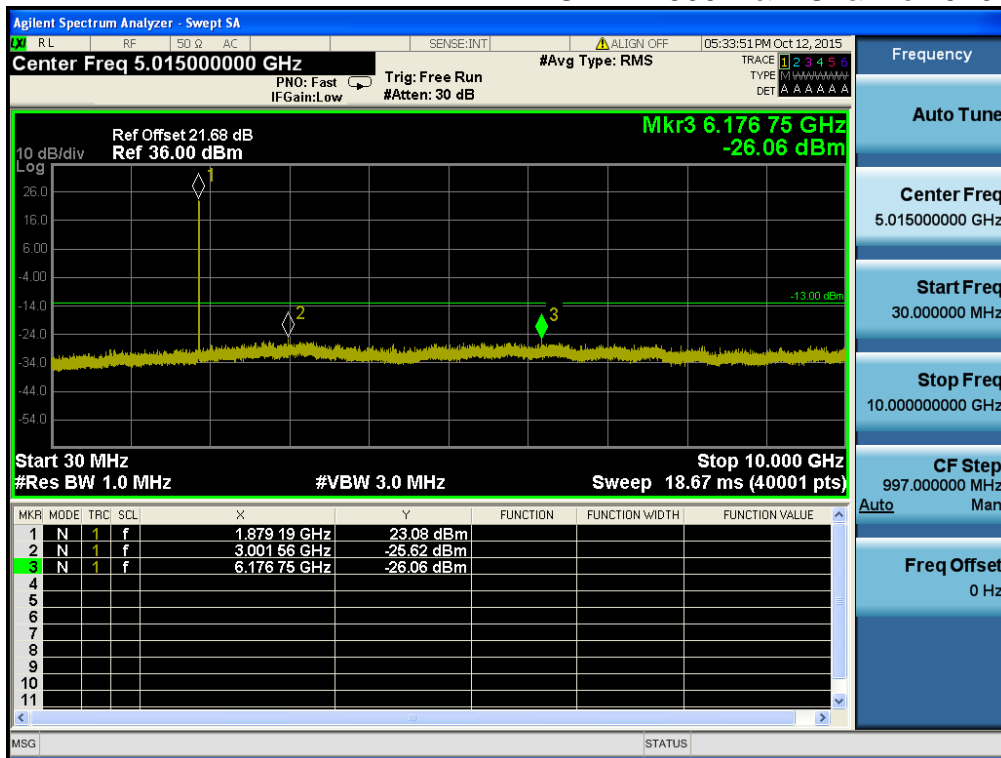 Agilent Spectrum Analyzer - Swept SA
LXI RL RF 50 Ω AC SENSE:INT ALIGN OFF 05:33:51 PM Oct 12, 2015
Center Freq 5.015000000 GHz
PNO: Fast
IFGain:Low
Trig: Free Run
#Atten: 30 dB
#Avg Type: RMS
TRACE 1 2 3 4 5 6
TYPE M WWWWW
DET A A A A A A
Mkr3 6.176 75 GHz
-26.06 dBm
Ref Offset 21.68 dB
10 dB/div Ref 36.00 dBm
Log
26.0
16.0
6.00
-4.00
-14.0
-24.0
-34.0
-44.0
-54.0
1
2
3
-13.00 dBm
Start 30 MHz Stop 10.000 GHz
#Res BW 1.0 MHz #VBW 3.0 MHz Sweep 18.67 ms (40001 pts)
MKR MODE TRC SCL X Y FUNCTION FUNCTION WIDTH FUNCTION VALUE
1 N 1 f 1.879 19 GHz 23.08 dBm
2 N 1 f 3.001 56 GHz -25.62 dBm
3 N 1 f 6.176 75 GHz -26.06 dBm
4
5
6
7
8
9
10
11
MSG STATUS
Frequency
Auto Tune
Center Freq
5.015000000 GHz
Start Freq
30.000000 MHz
Stop Freq
10.000000000 GHz
CF Step
997.000000 MHz
Auto Man
Freq Offset
0 Hz